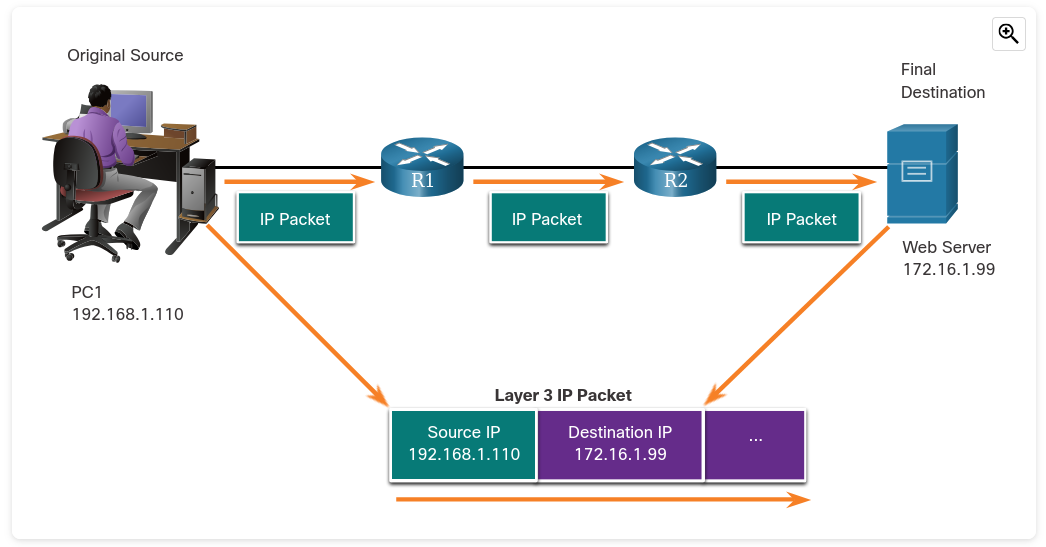 Original Source
Final
Destination
R1
R2
IP Packet
IP Packet
IP Packet
Web Server
172.16.1.99
PC1
192.168.1.110
Layer 3 IP Packet
Source IP
192.168.1.110
Destination IP
172.16.1.99
...